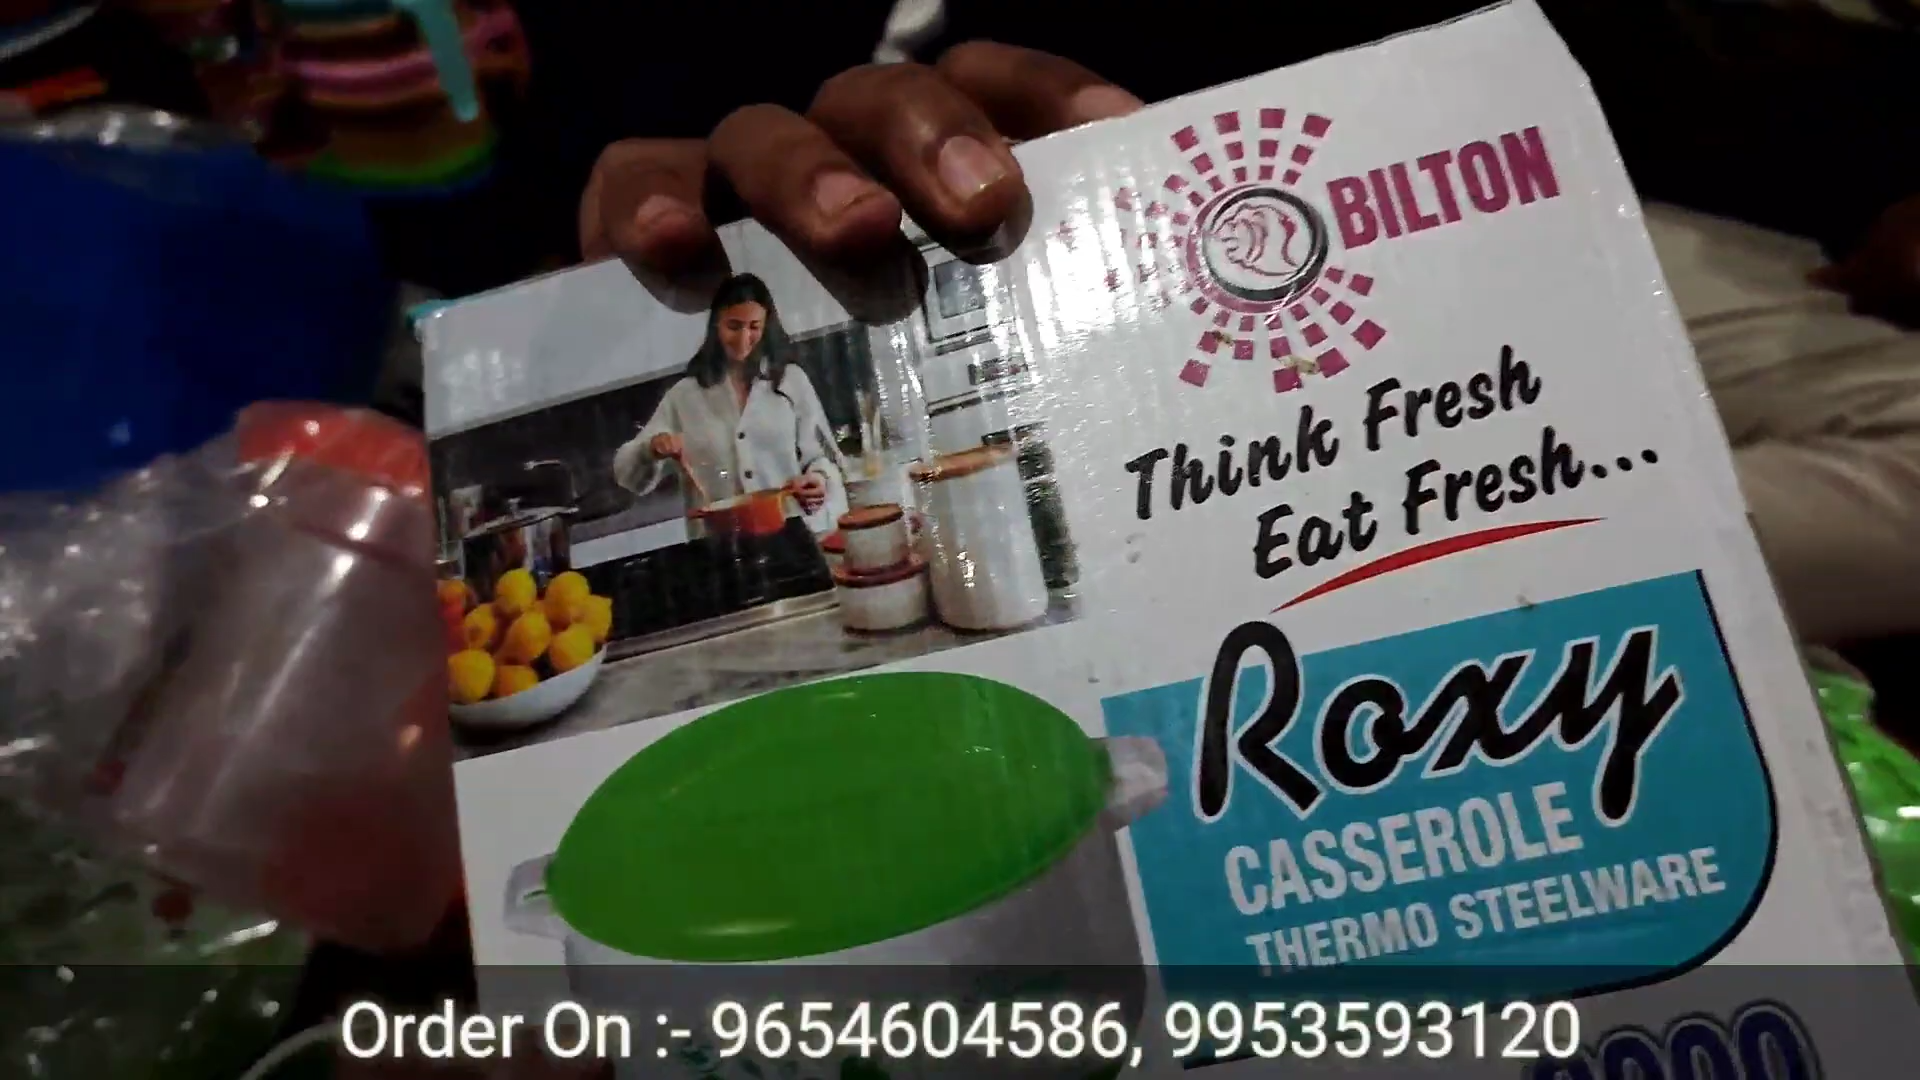 BILTON
Think Fresh
Eat Fresh...
Roxy
CASSEROLE
THERMO STEELWARE
Order On :- 9654604586, 9953593120